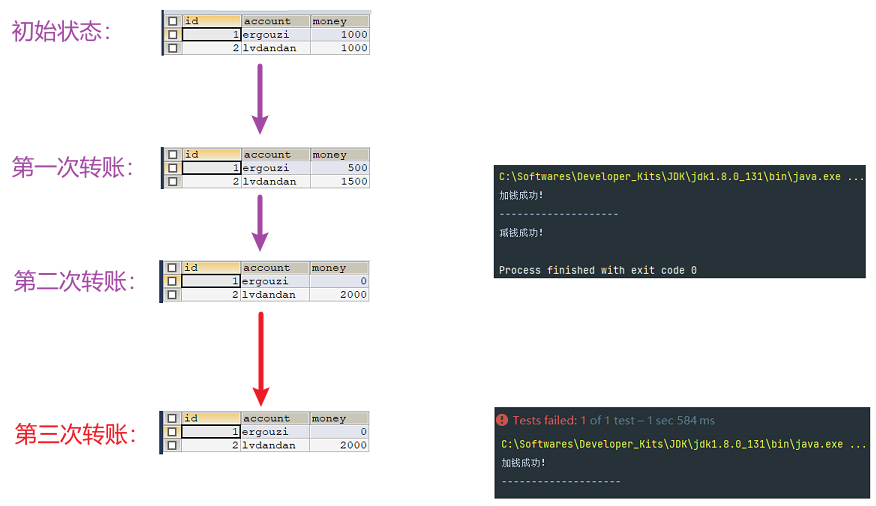 初始状态：
id account money
1 ergouzi 1000
2 lvdandan 1000
第一次转账：
id account money
1 ergouzi 500
2 lvdandan 1500
C:\Softwares\Developer_Kits\JDK\jdk1.8.0_131\bin\java.exe ...
加钱成功！
--------------------
减钱成功！
Process finished with exit code 0
第二次转账：
id account money
1 ergouzi 0
2 lvdandan 2000
第三次转账：
id account money
1 ergouzi 0
2 lvdandan 2000
Tests failed: 1 of 1 test – 1 sec 584 ms
C:\Softwares\Developer_Kits\JDK\jdk1.8.0_131\bin\java.exe ...
加钱成功！
--------------------